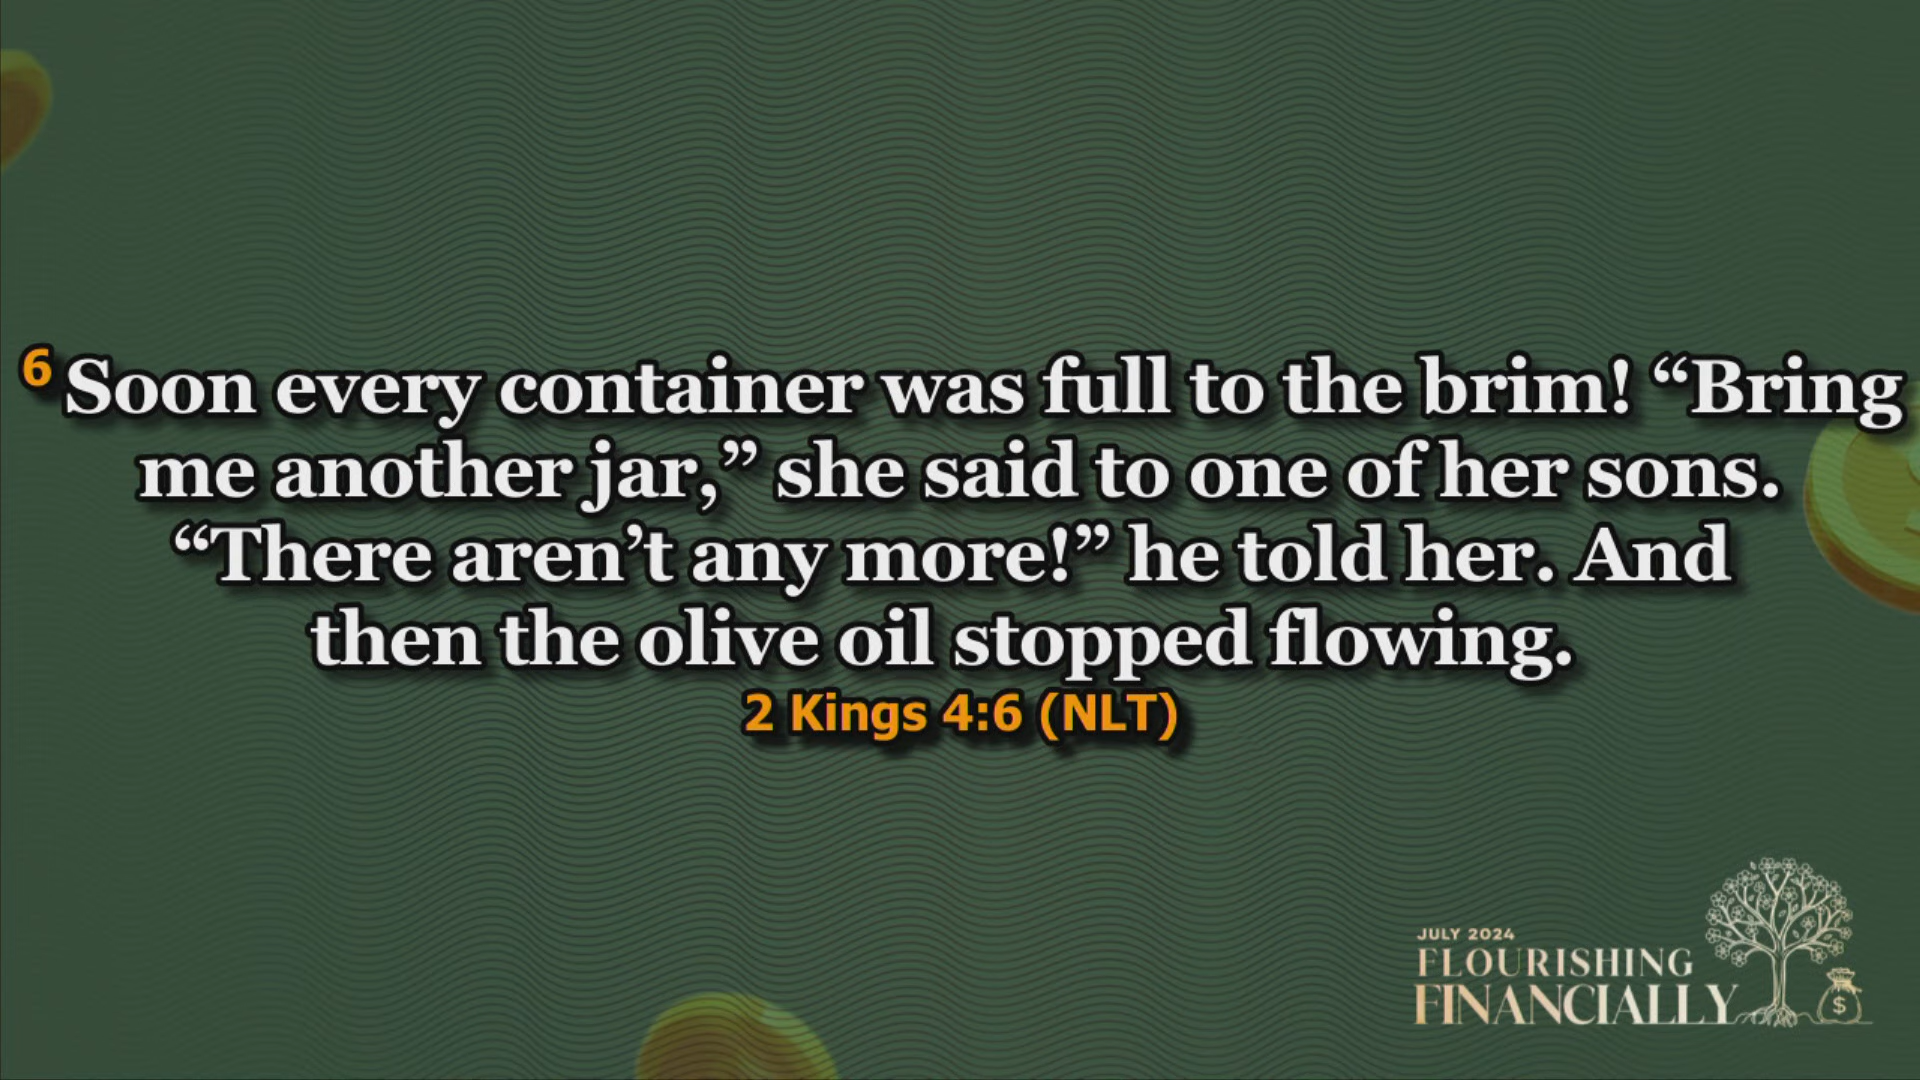 6 Soon every container was full to the brim! “Bring
me another jar,” she said to one of her sons.
“There aren’t any more!” he told her. And
then the olive oil stopped flowing.
2 Kings 4:6 (NLT)
JULY 2024
FLOURISHING
FINANCIALLY
$